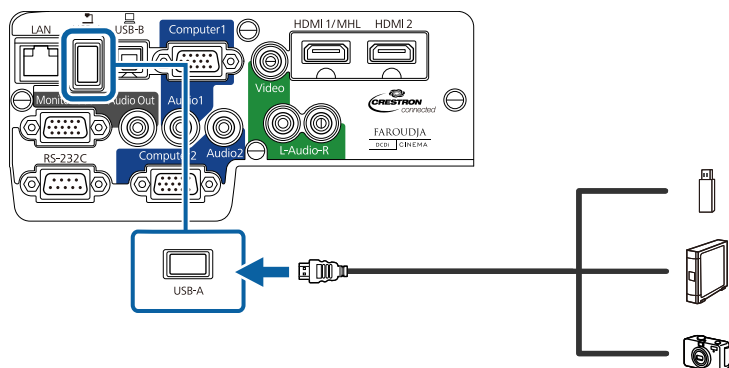 LAN
USB-B
Computer1
HDMI 1/MHL
HDMI 2
Video
Monitor
Audio Out
Audio1
CRESTRON
connected
FAROUDJA
DCDi CINEMA
RS-232C
Computer2
Audio2
L-Audio-R
USB-A